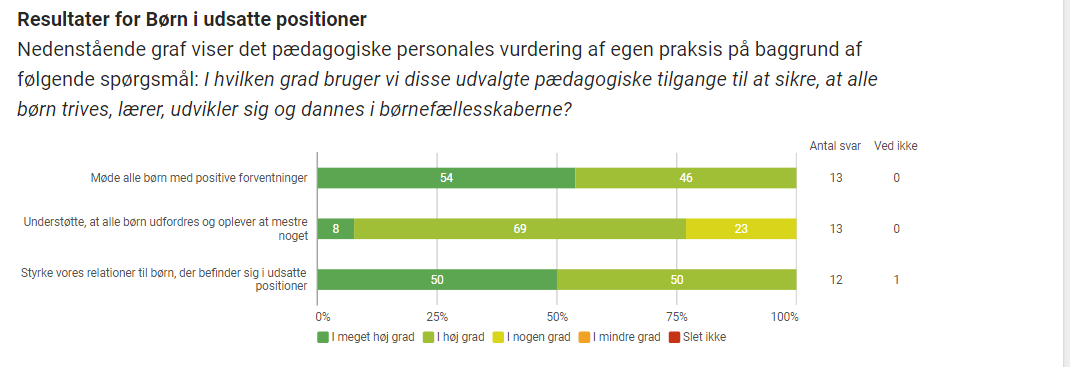 Resultater for Børn i udsatte positioner
Nedenstående graf viser det pædagogiske personales vurdering af egen praksis på baggrund af
følgende spørgsmål: I hvilken grad bruger vi disse udvalgte pædagogiske tilgange til at sikre, at alle
børn trives, lærer, udvikler sig og dannes i børnefællesskaberne?
Antal svar Ved ikke
Møde alle børn med positive forventninger 54 46 13 0
Understøtte, at alle børn udfordres og oplever at mestre
noget 8 69 23 13 0
Styrke vores relationer til børn, der befinder sig i udsatte
positioner 50 50 12 1
0% 25% 50% 75% 100%
I meget høj grad I høj grad I nogen grad I mindre grad Slet ikke